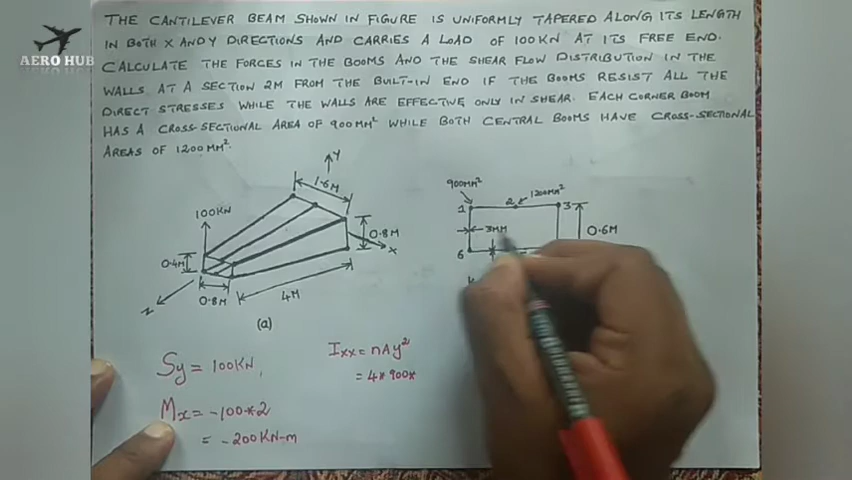 THE CANTILEVER BEAM SHOWN IN FIGURE IS UNIFORMLY TAPERED ALONG ITS LENGTH
IN BOTH X AND Y DIRECTIONS AND CARRIES A LOAD OF 100KN AT ITS FREE END.
CALCULATE THE FORCES IN THE BOOMS AND THE SHEAR FLOW DISTRIBUTION IN THE
WALLS AT A SECTION 2M FROM THE BUILT-IN END IF THE BOOMS RESIST ALL THE
DIRECT STRESSES WHILE THE WALLS ARE EFFECTIVE ONLY IN SHEAR. EACH CORNER BOOM
HAS A CROSS-SECTIONAL AREA OF 900MM² WHILE BOTH CENTRAL BOOMS HAVE CROSS-SECTIONAL
AREAS OF 1200MM².
AERO HUB
Y
1.6M
100KN
0.8M
X
0.4M
0.8M
4M
Z
(a)
900MM²
1200MM²
1
2
3
3MM
0.6M
6
Sy = 100KN,
Mx = -100*2
= -200KN-M
Ixx = nAy²
= 4*900*